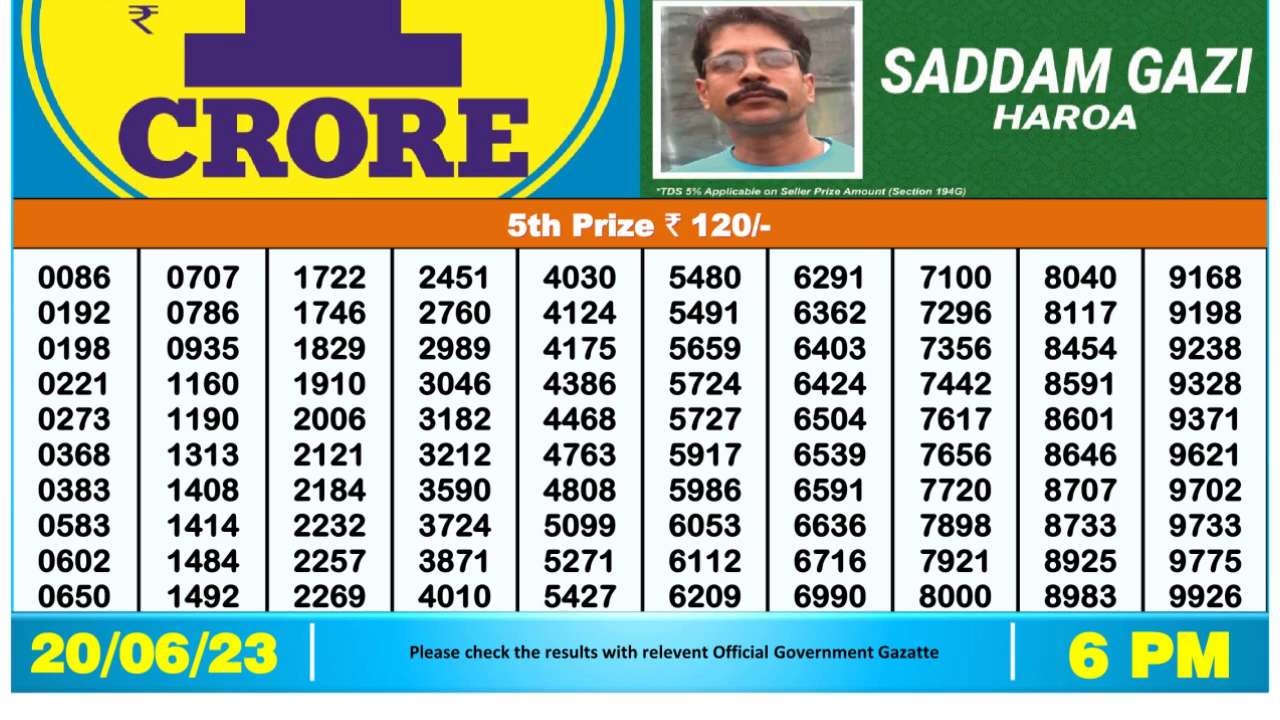 ₹
1
CRORE
SADDAM GAZI
HAROA
*TDS 5% Applicable on Seller Prize Amount (Section 194G)
5th Prize ₹ 120/-
0086 0707 1722 2451 4030 5480 6291 7100 8040 9168
0192 0786 1746 2760 4124 5491 6362 7296 8117 9198
0198 0935 1829 2989 4175 5659 6403 7356 8454 9238
0221 1160 1910 3046 4386 5724 6424 7442 8591 9328
0273 1190 2006 3182 4468 5727 6504 7617 8601 9371
0368 1313 2121 3212 4763 5917 6539 7656 8646 9621
0383 1408 2184 3590 4808 5986 6591 7720 8707 9702
0583 1414 2232 3724 5099 6053 6636 7898 8733 9733
0602 1484 2257 3871 5271 6112 6716 7921 8925 9775
0650 1492 2269 4010 5427 6209 6990 8000 8983 9926
20/06/23
Please check the results with relevent Official Government Gazatte
6 PM